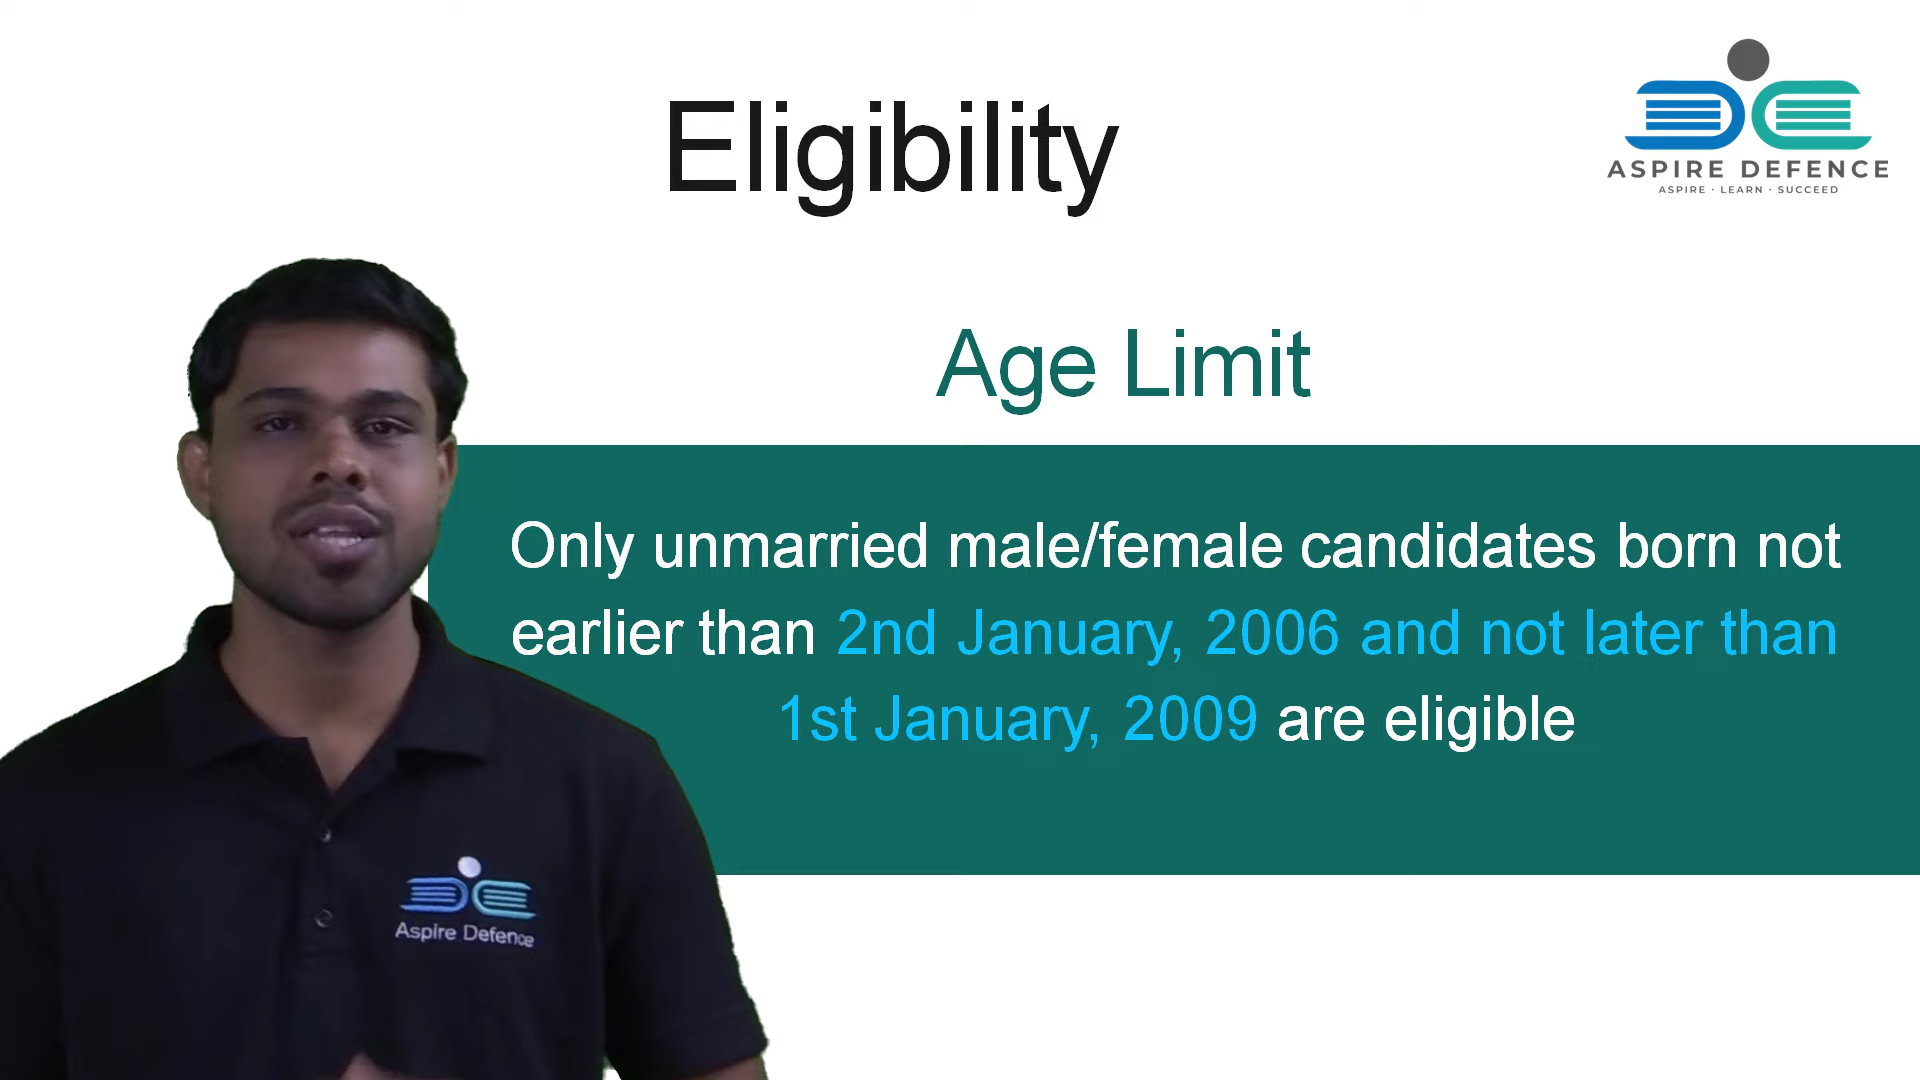 Eligibility
ASPIRE DEFENCE
ASPIRE · LEARN · SUCCEED
Age Limit
Only unmarried male/female candidates born not
earlier than 2nd January, 2006 and not later than
1st January, 2009 are eligible
Aspire Defence